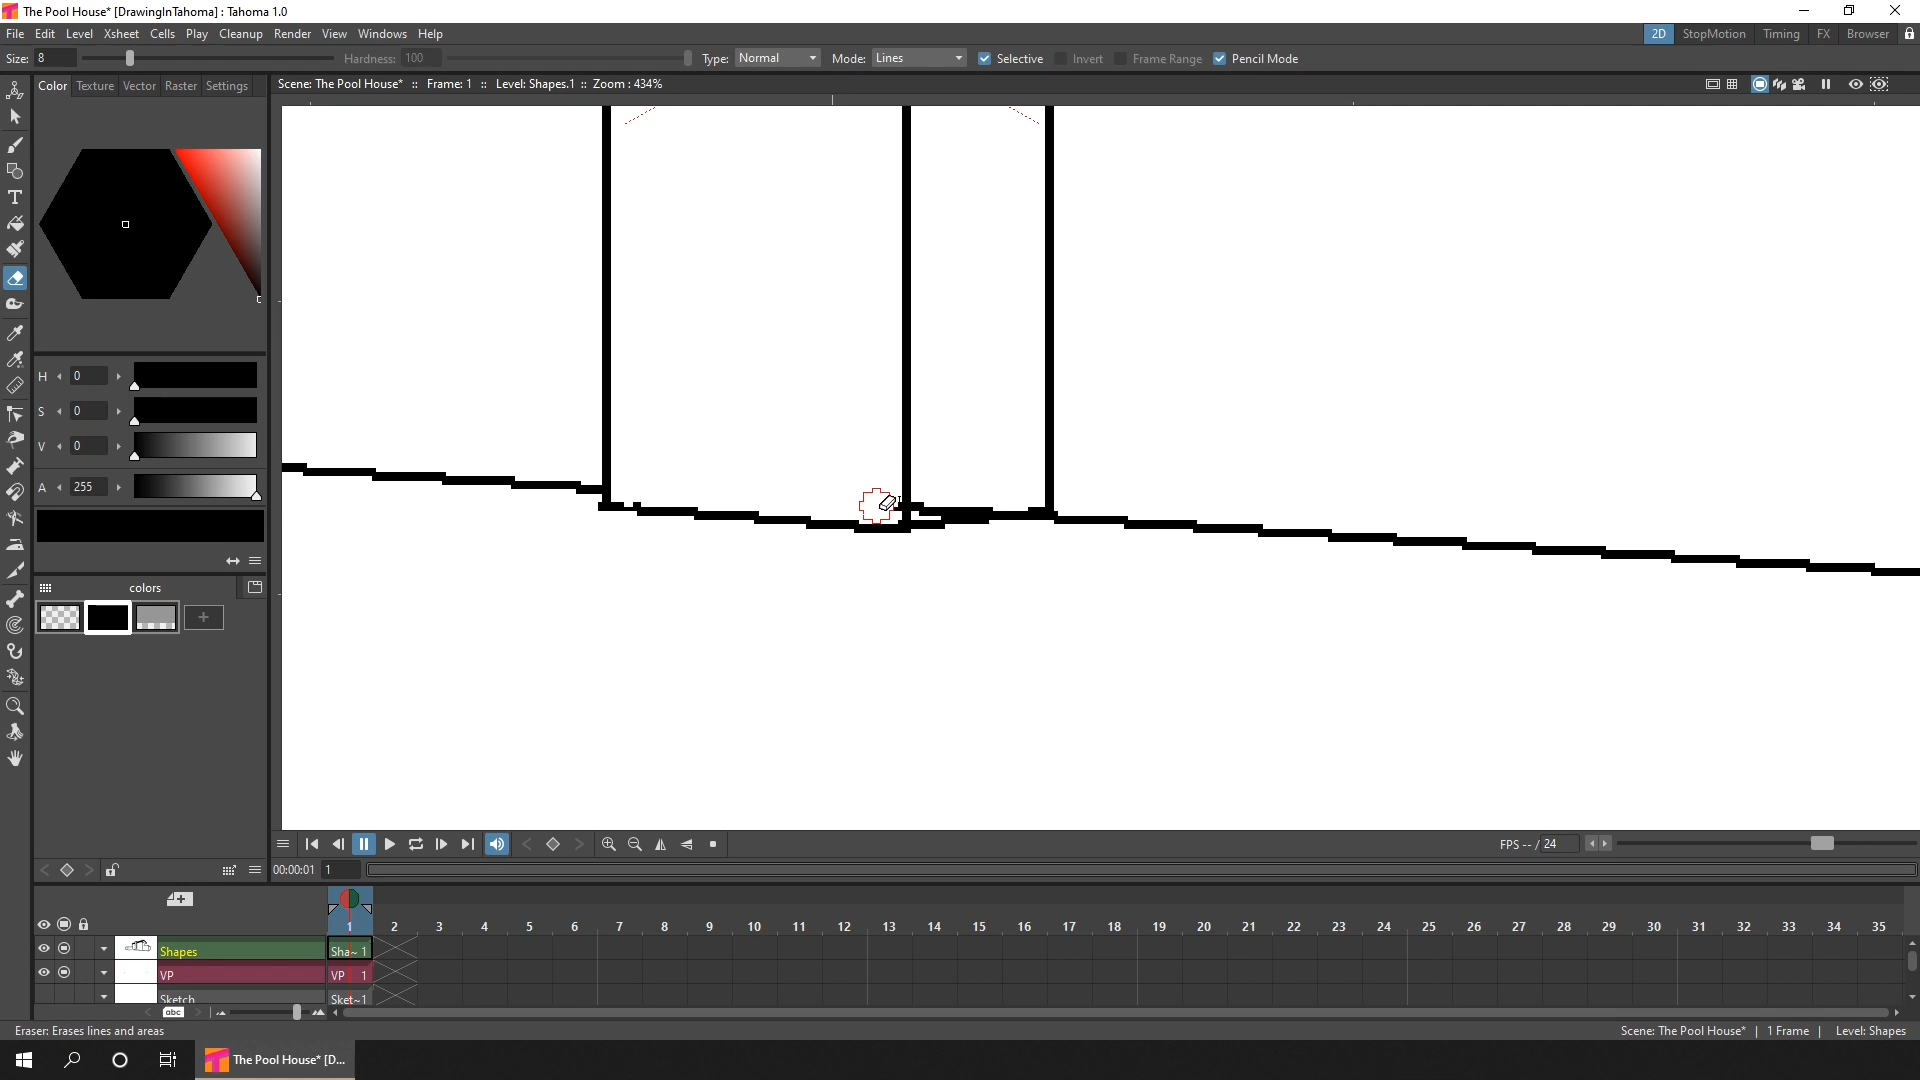 The Pool House* [DrawingInTahoma] : Tahoma 1.0
File Edit Level Xsheet Cells Play Cleanup Render View Windows Help
2D StopMotion Timing FX Browser
Size: 8 Hardness: 100 Type: Normal Mode: Lines Selective Invert Frame Range Pencil Mode
Color Texture Vector Raster Settings
Scene: The Pool House* :: Frame: 1 :: Level: Shapes.1 :: Zoom : 434%
H 0
S 0
V 0
A 255
colors
+
FPS -- / 24
00:00:01 1
1 2 3 4 5 6 7 8 9 10 11 12 13 14 15 16 17 18 19 20 21 22 23 24 25 26 27 28 29 30 31 32 33 34 35
Shapes Sha~ 1
VP VP 1
Sketch Sket~1
abc
Eraser: Erases lines and areas
Scene: The Pool House* | 1 Frame | Level: Shapes
The Pool House* [D...